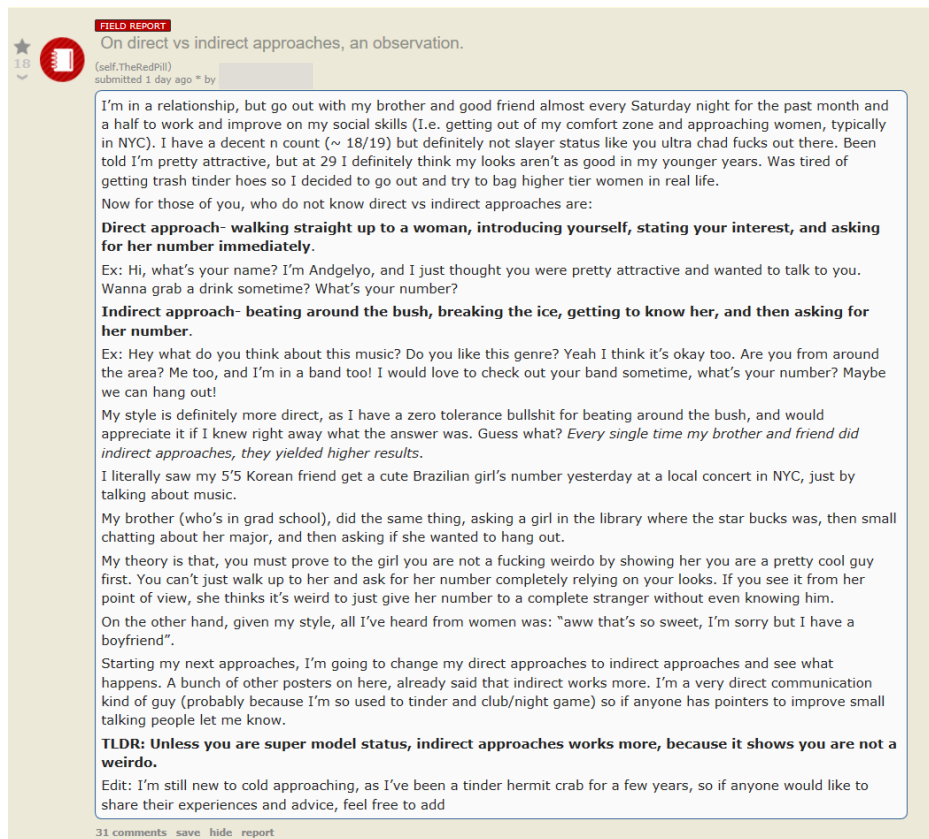 FIELD REPORT
On direct vs indirect approaches, an observation.
18
(self.TheRedPill)
submitted 1 day ago * by
I'm in a relationship, but go out with my brother and good friend almost every Saturday night for the past month and
a half to work and improve on my social skills (I.e. getting out of my comfort zone and approaching women, typically
in NYC). I have a decent n count (~ 18/19) but definitely not slayer status like you ultra chad fucks out there. Been
told I'm pretty attractive, but at 29 I definitely think my looks aren't as good in my younger years. Was tired of
getting trash tinder hoes so I decided to go out and try to bag higher tier women in real life.
Now for those of you, who do not know direct vs indirect approaches are:
Direct approach- walking straight up to a woman, introducing yourself, stating your interest, and asking
for her number immediately.
Ex: Hi, what's your name? I'm Andgelyo, and I just thought you were pretty attractive and wanted to talk to you.
Wanna grab a drink sometime? What's your number?
Indirect approach- beating around the bush, breaking the ice, getting to know her, and then asking for
her number.
Ex: Hey what do you think about this music? Do you like this genre? Yeah I think it's okay too. Are you from around
the area? Me too, and I'm in a band too! I would love to check out your band sometime, what's your number? Maybe
we can hang out!
My style is definitely more direct, as I have a zero tolerance bullshit for beating around the bush, and would
appreciate it if I knew right away what the answer was. Guess what? Every single time my brother and friend did
indirect approaches, they yielded higher results.
I literally saw my 5'5 Korean friend get a cute Brazilian girl's number yesterday at a local concert in NYC, just by
talking about music.
My brother (who's in grad school), did the same thing, asking a girl in the library where the star bucks was, then small
chatting about her major, and then asking if she wanted to hang out.
My theory is that, you must prove to the girl you are not a fucking weirdo by showing her you are a pretty cool guy
first. You can't just walk up to her and ask for her number completely relying on your looks. If you see it from her
point of view, she thinks it's weird to just give her number to a complete stranger without even knowing him.
On the other hand, given my style, all I've heard from women was: "aww that's so sweet, I'm sorry but I have a
boyfriend".
Starting my next approaches, I'm going to change my direct approaches to indirect approaches and see what
happens. A bunch of other posters on here, already said that indirect works more. I'm a very direct communication
kind of guy (probably because I'm so used to tinder and club/night game) so if anyone has pointers to improve small
talking people let me know.
TLDR: Unless you are super model status, indirect approaches works more, because it shows you are not a
weirdo.
Edit: I'm still new to cold approaching, as I've been a tinder hermit crab for a few years, so if anyone would like to
share their experiences and advice, feel free to add
31 comments save hide report